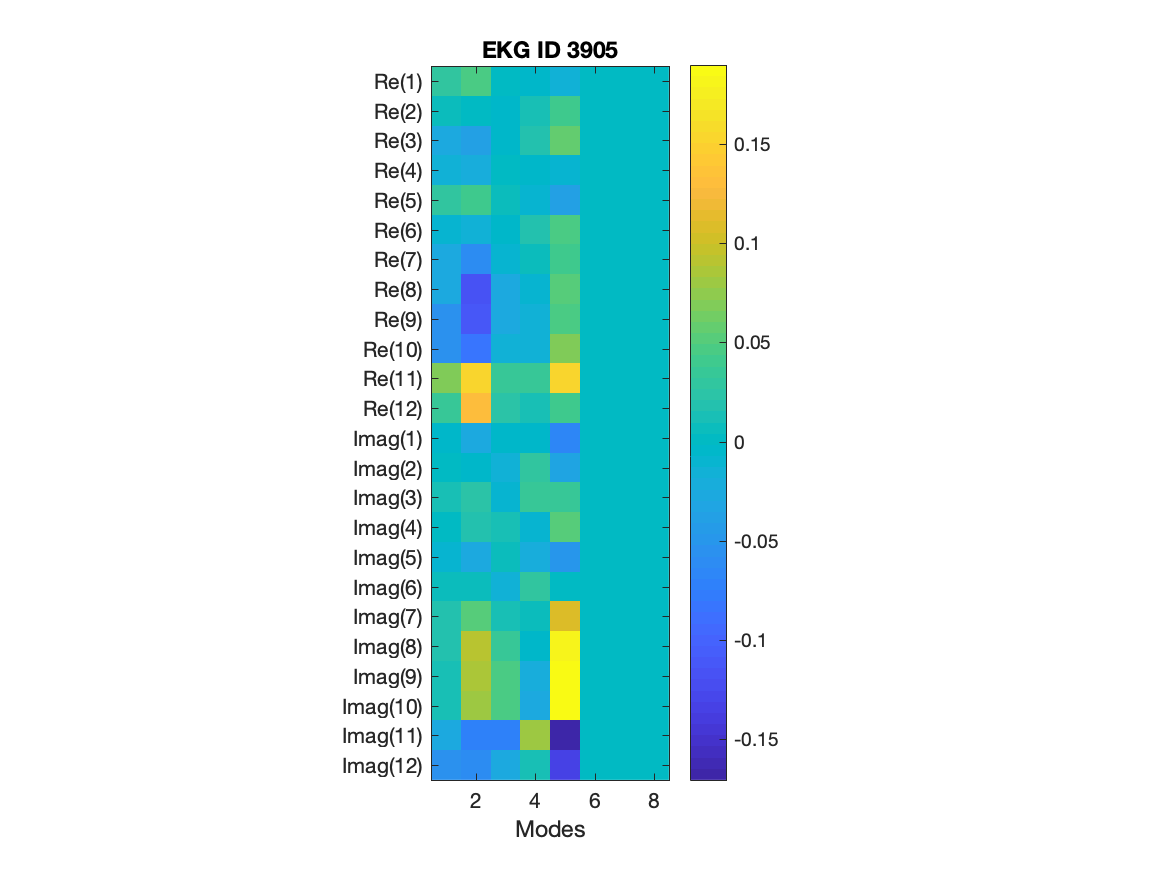 EKG ID 3905
Re(1)
Re(2)
Re(3)
Re(4)
Re(5)
Re(6)
Re(7)
Re(8)
Re(9)
Re(10)
Re(11)
Re(12)
Imag(1)
Imag(2)
Imag(3)
Imag(4)
Imag(5)
Imag(6)
Imag(7)
Imag(8)
Imag(9)
Imag(10)
Imag(11)
Imag(12)
2 4 6 8
Modes
0.15
0.1
0.05
0
-0.05
-0.1
-0.15